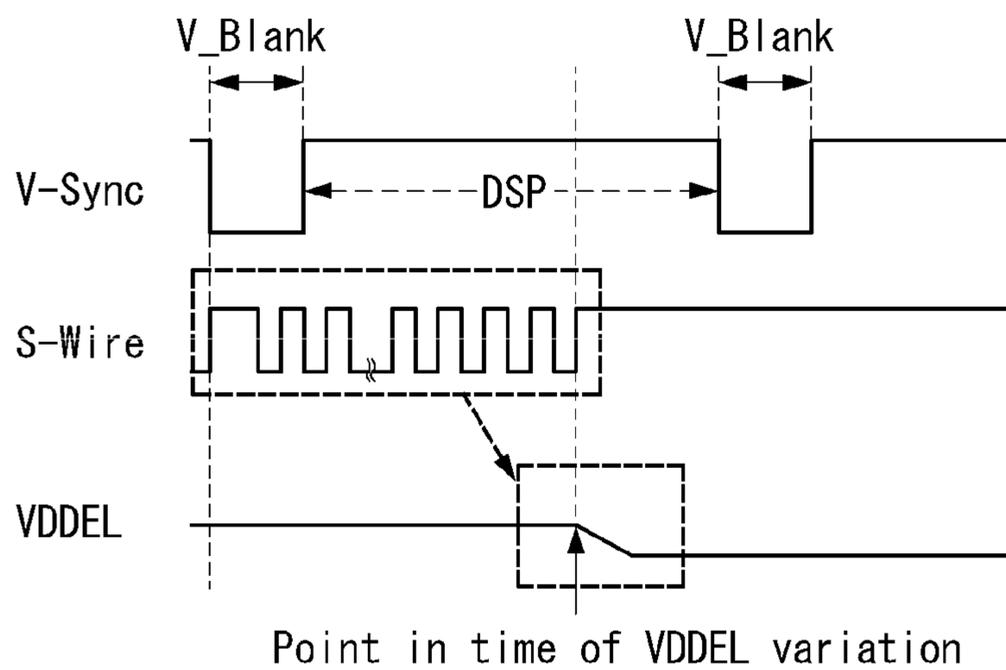 V_Blank V_Blank
V-Sync
DSP
S-Wire
VDDEL
Point in time of VDDEL variation